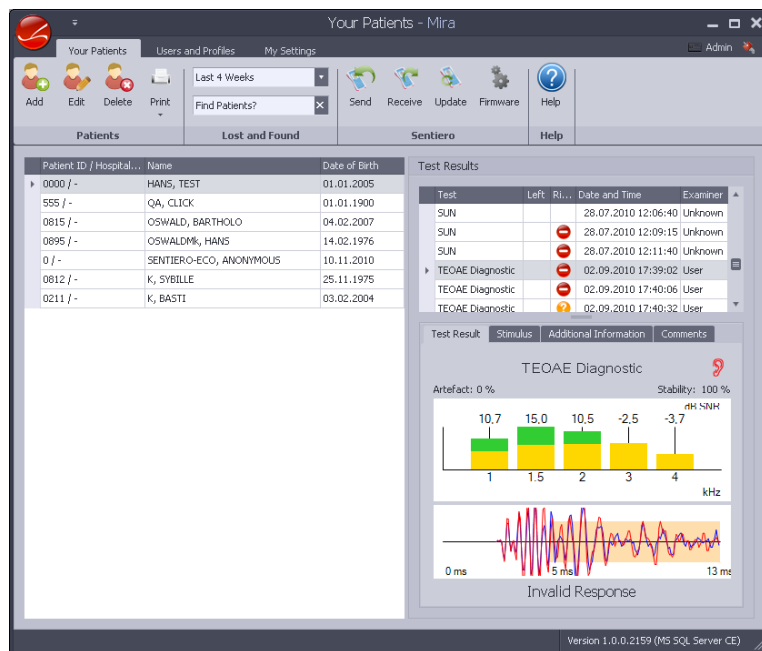 Your Patients - Mira
Your Patients Users and Profiles My Settings Admin
Last 4 Weeks
Find Patients?
Add Edit Delete Print Send Receive Update Firmware Help
Patients Lost and Found Sentiero Help
Patient ID / Hospital... Name Date of Birth
0000 / - HANS, TEST 01.01.2005
555 / - QA, CLICK 01.01.1900
0815 / - OSWALD, BARTHOLO 04.02.2007
0895 / - OSWALDMk, HANS 14.02.1976
0 / - SENTIERO-ECO, ANONYMOUS 10.11.2010
0812 / - K, SYBILLE 25.11.1975
0211 / - K, BASTI 03.02.2004
Test Results
Test Left Ri... Date and Time Examiner
SUN 28.07.2010 12:06:40 Unknown
SUN 28.07.2010 12:09:15 Unknown
SUN 28.07.2010 12:11:40 Unknown
TEOAE Diagnostic 02.09.2010 17:39:02 User
TEOAE Diagnostic 02.09.2010 17:40:06 User
TEOAE Diagnostic 02.09.2010 17:40:32 User
Test Result Stimulus Additional Information Comments
TEOAE Diagnostic
Artefact: 0 % Stability: 100 %
dB SNR
10,7 15,0 10,5 -2,5 -3,7
1 1.5 2 3 4
kHz
0 ms 5 ms 13 ms
Invalid Response
Version 1.0.0.2159 (MS SQL Server CE)